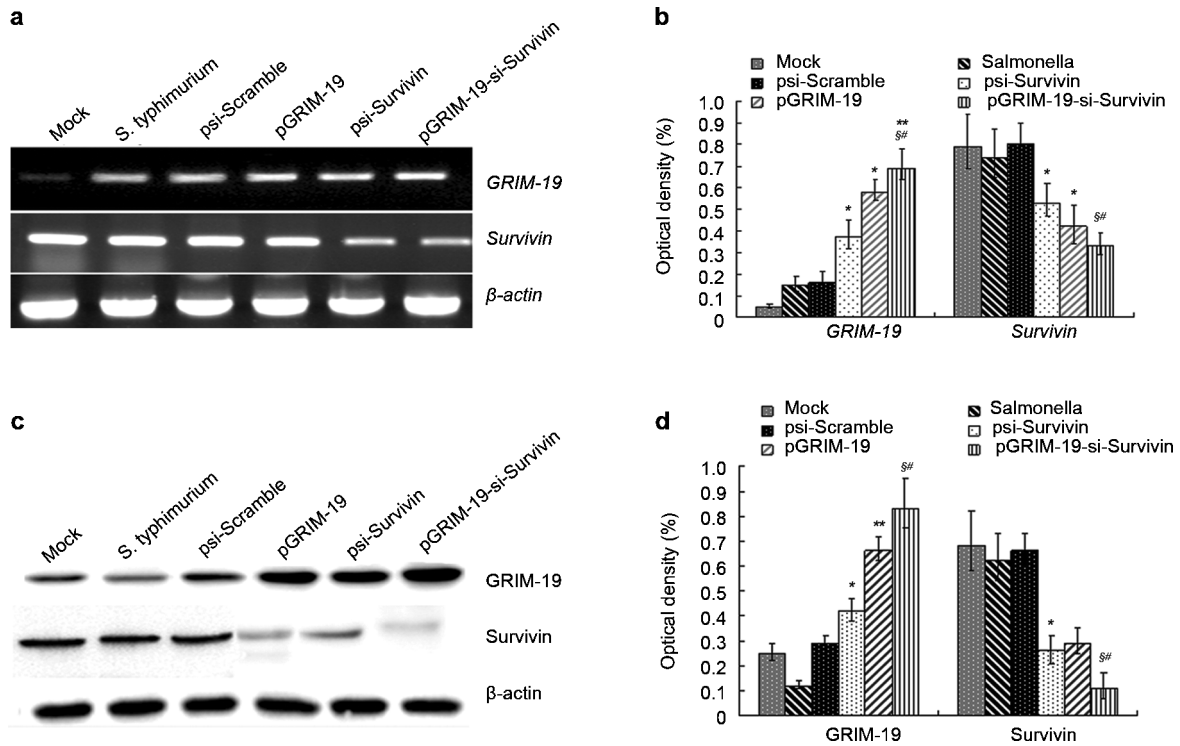 a
Mock
S. typhimurium
psi-Scramble
pGRIM-19
psi-Survivin
pGRIM-19-si-Survivin
GRIM-19
Survivin
β-actin
b
Mock
Salmonella
psi-Scramble
psi-Survivin
pGRIM-19
pGRIM-19-si-Survivin
Optical density (%)
1.0
0.9
0.8
0.7
0.6
0.5
0.4
0.3
0.2
0.1
0
*
*
**
§#
*
*
§#
GRIM-19
Survivin
c
Mock
S. typhimurium
psi-Scramble
pGRIM-19
psi-Survivin
pGRIM-19-si-Survivin
GRIM-19
Survivin
β-actin
d
Mock
Salmonella
psi-Scramble
psi-Survivin
pGRIM-19
pGRIM-19-si-Survivin
Optical density (%)
1.0
0.9
0.8
0.7
0.6
0.5
0.4
0.3
0.2
0.1
0
*
**
§#
*
§#
GRIM-19
Survivin